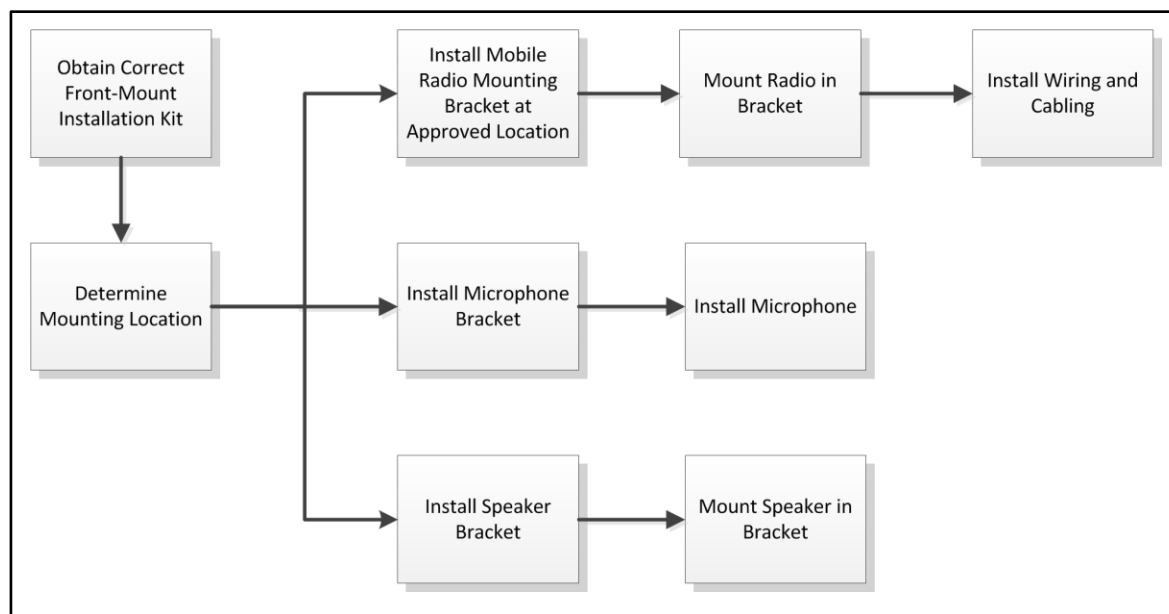 Obtain Correct
Front-Mount
Installation Kit
Install Mobile
Radio Mounting
Bracket at
Approved Location
Mount Radio in
Bracket
Install Wiring and
Cabling
Determine
Mounting Location
Install Microphone
Bracket
Install Microphone
Install Speaker
Bracket
Mount Speaker in
Bracket